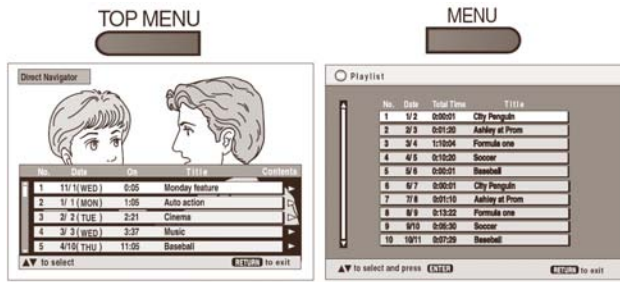 TOP MENU
Direct Navigator
No. Date On Title Contents
1 11/ 1(WED) 0:05 Monday feature
2 1/ 1 (MON) 1:05 Auto action
3 2/ 2 (TUE ) 2:21 Cinema
4 3/ 3 (WED) 3:37 Music
5 4/10( THU ) 11:05 Baseball
▲▼ to select RETURN to exit
MENU
Playlist
No. Date Total Time Title
1 1/ 2 0:00:01 City Penguin
2 2/ 3 0:01:20 Ashley at Prom
3 3/ 4 1:10:04 Formula one
4 4/ 5 0:10:20 Soccer
5 5/ 6 0:00:01 Baseball
6 6/ 7 0:00:01 City Penguin
7 7/ 8 0:01:10 Ashley at Prom
8 8/ 9 0:13:22 Formula one
9 9/10 0:05:30 Soccer
10 10/11 0:07:29 Baseball
▲▼ to select and press ENTER RETURN to exit